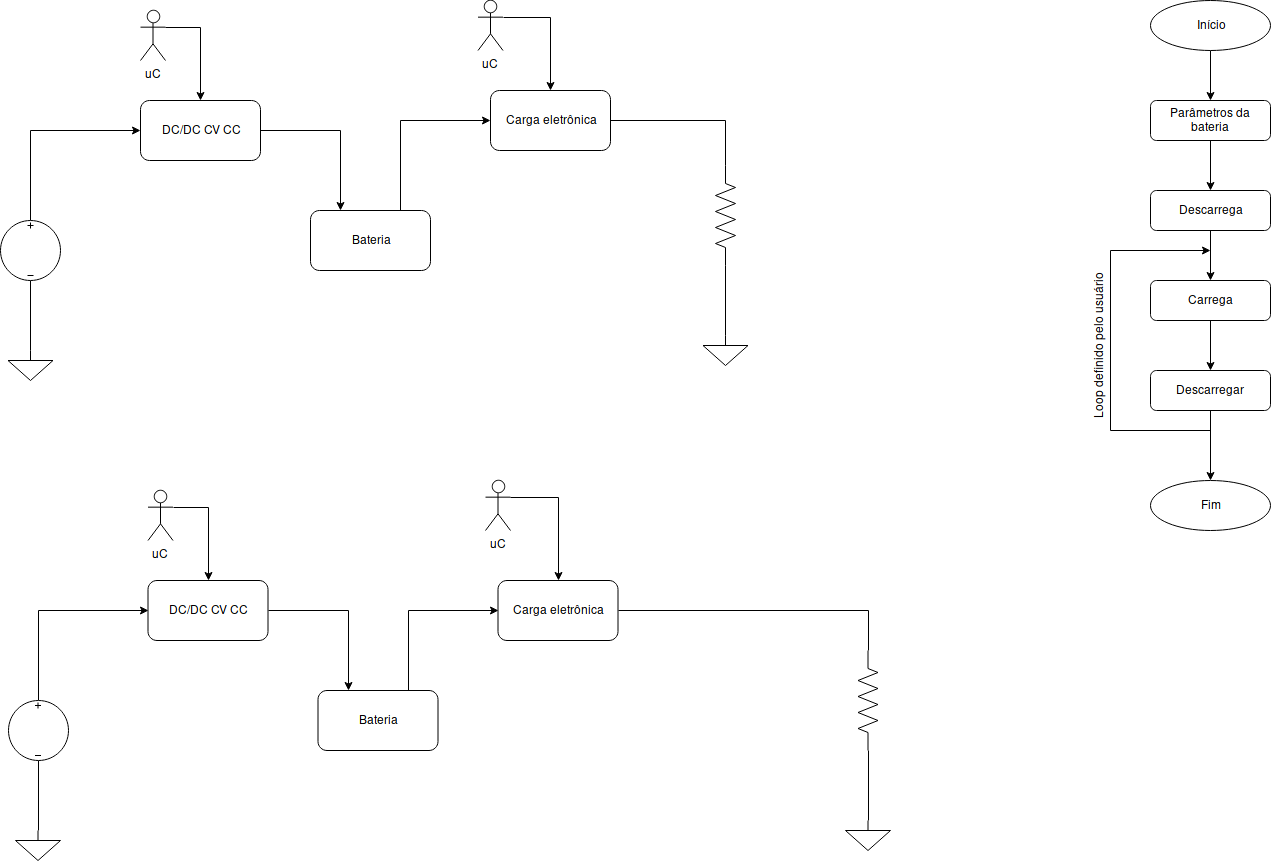 uC
DC/DC CV CC
+
−
Bateria
uC
Carga eletrônica
Início
Parâmetros da
bateria
Descarrega
Carrega
Descarregar
Loop definido pelo usuário
Fim
uC
DC/DC CV CC
+
−
Bateria
uC
Carga eletrônica